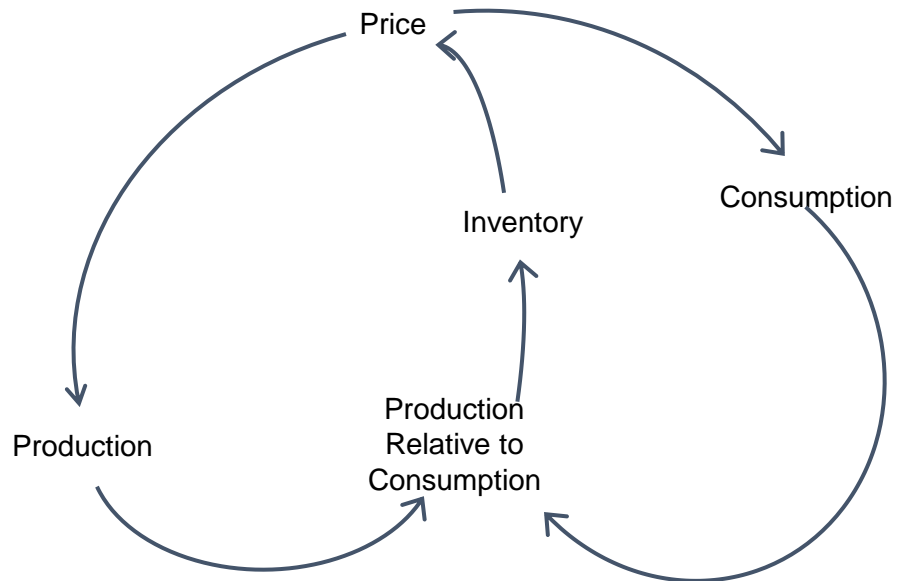 Price
Consumption
Inventory
Production
Relative to
Consumption
Production